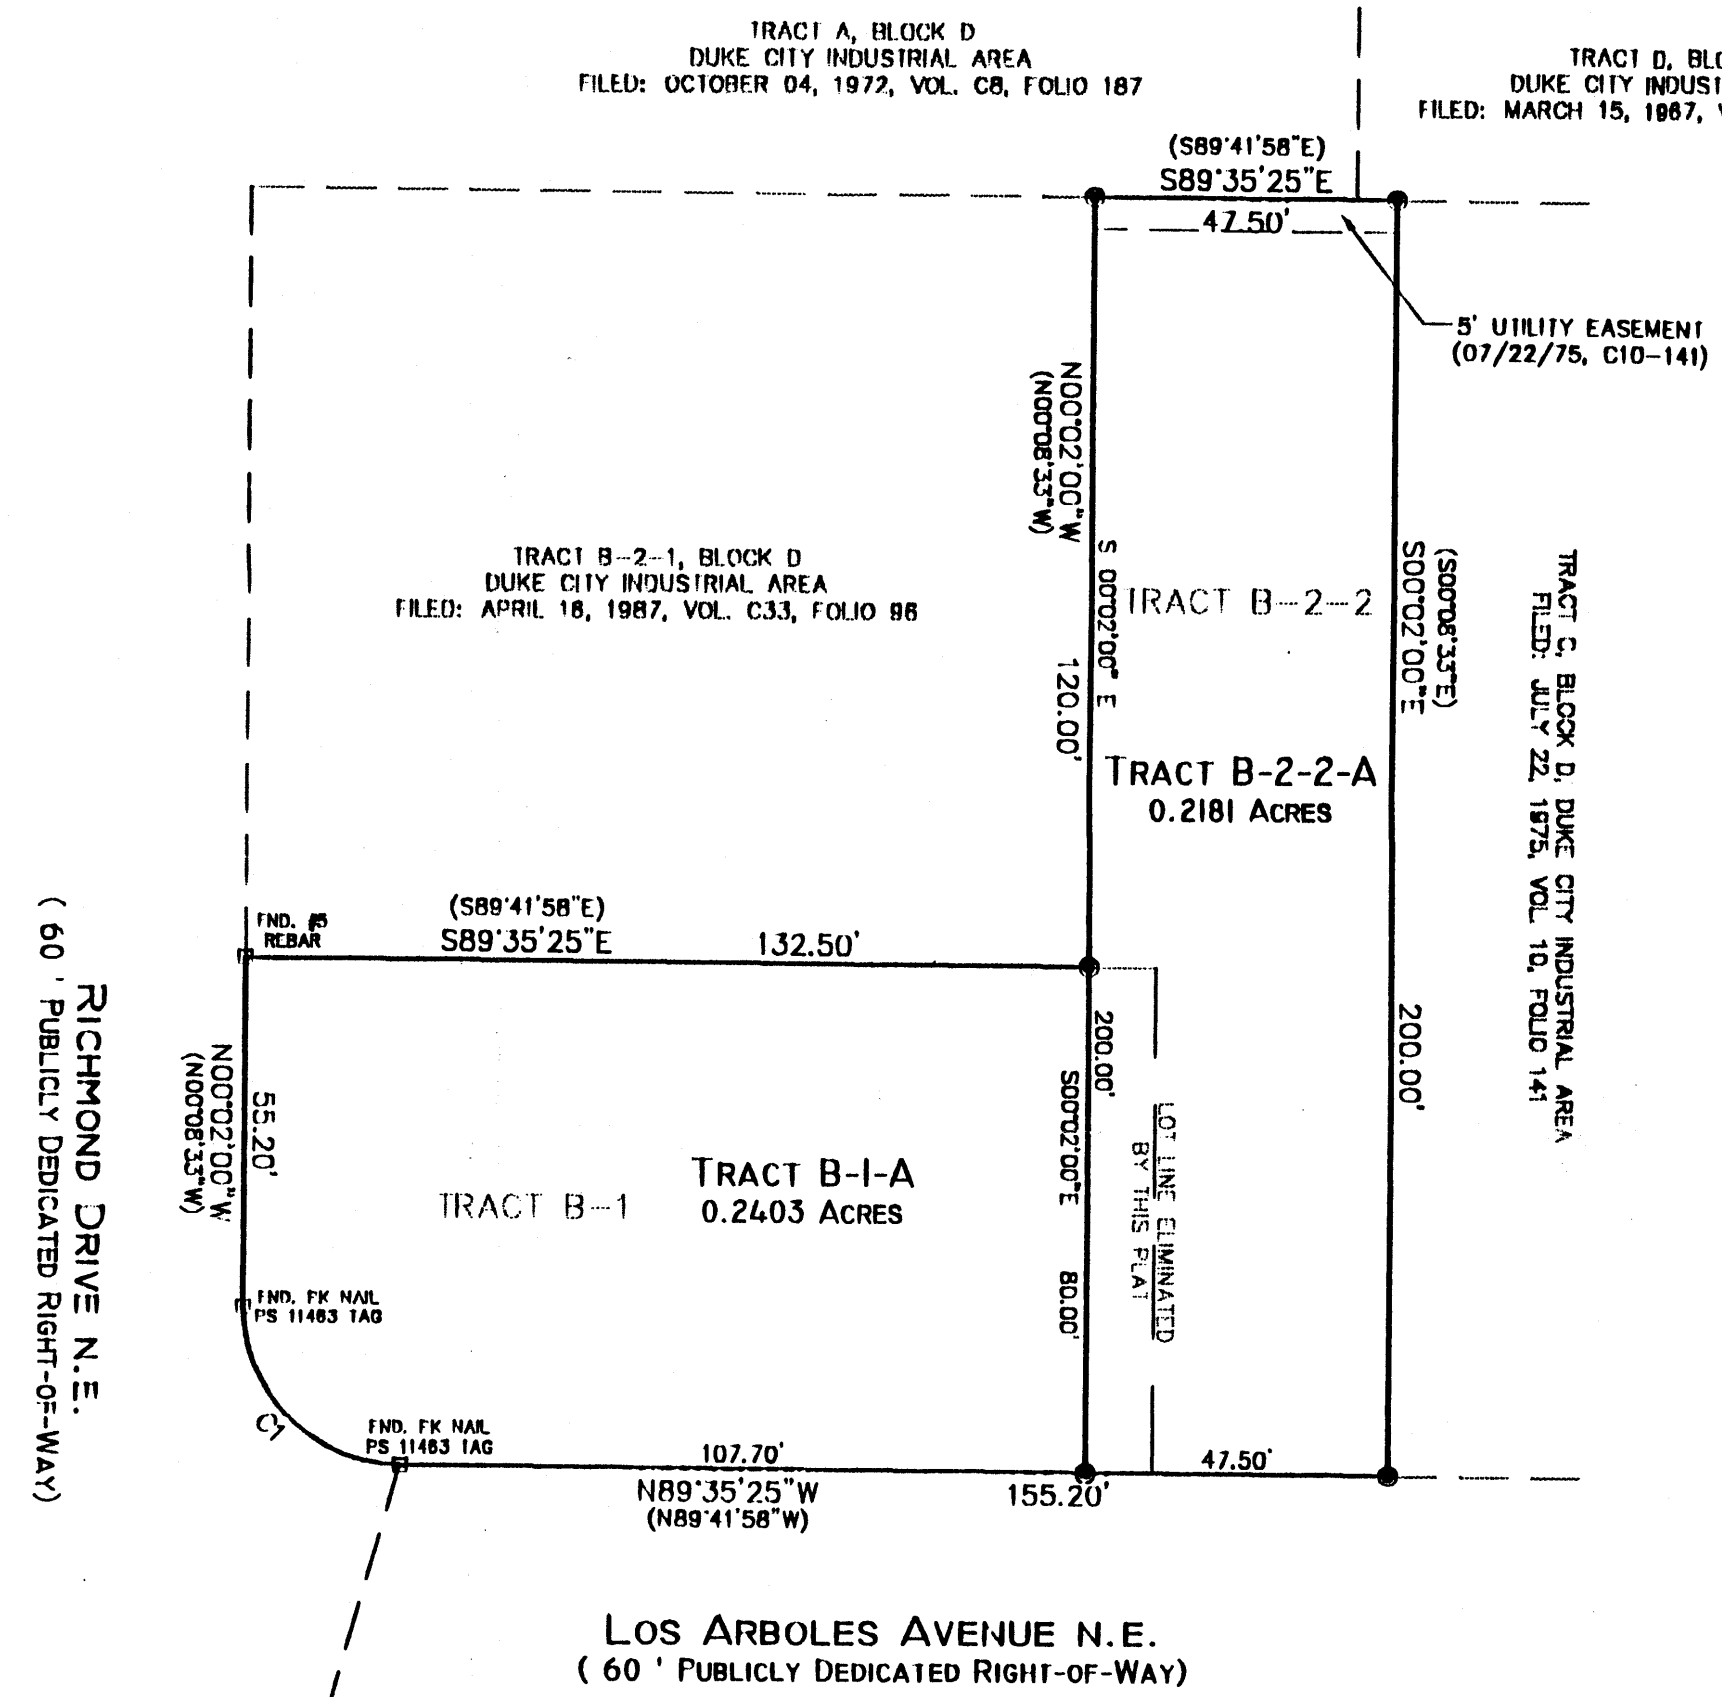 TRACT A, BLOCK D
DUKE CITY INDUSTRIAL AREA
FILED: OCTOBER 04, 1972, VOL. C8, FOLIO 187
TRACT D, BLO
DUKE CITY INDUST
FILED: MARCH 15, 1967, V
(S89°41'58"E)
S89°35'25"E
47.50'
5' UTILITY EASEMENT
(07/22/75, C10-141)
N00°02'00"W
(N00°08'33"W)
120.00'
S 00°02'00" E
200.00'
TRACT B-2-1, BLOCK D
DUKE CITY INDUSTRIAL AREA
FILED: APRIL 16, 1987, VOL. C33, FOLIO 96
TRACT B-2-2
TRACT B-2-2-A
0.2181 ACRES
(S00°08'33"E)
S00°02'00"E
200.00'
TRACT C, BLOCK D, DUKE CITY INDUSTRIAL AREA
FILED: JULY 22, 1975, VOL. 10, FOLIO 141
FND. #5
REBAR
(S89°41'58"E)
S89°35'25"E
132.50'
55.20'
N00°02'00"W
(N00°08'33"W)
RICHMOND DRIVE N.E.
( 60 ' PUBLICLY DEDICATED RIGHT-OF-WAY)
TRACT B-1
TRACT B-1-A
0.2403 ACRES
S00°02'00"E
80.00'
LOT LINE ELIMINATED
BY THIS PLAT
FND. PK NAIL
PS 11463 TAG
C1
FND. PK NAIL
PS 11463 TAG
107.70'
47.50'
N89°35'25"W
155.20'
(N89°41'58"W)
LOS ARBOLES AVENUE N.E.
( 60 ' PUBLICLY DEDICATED RIGHT-OF-WAY)